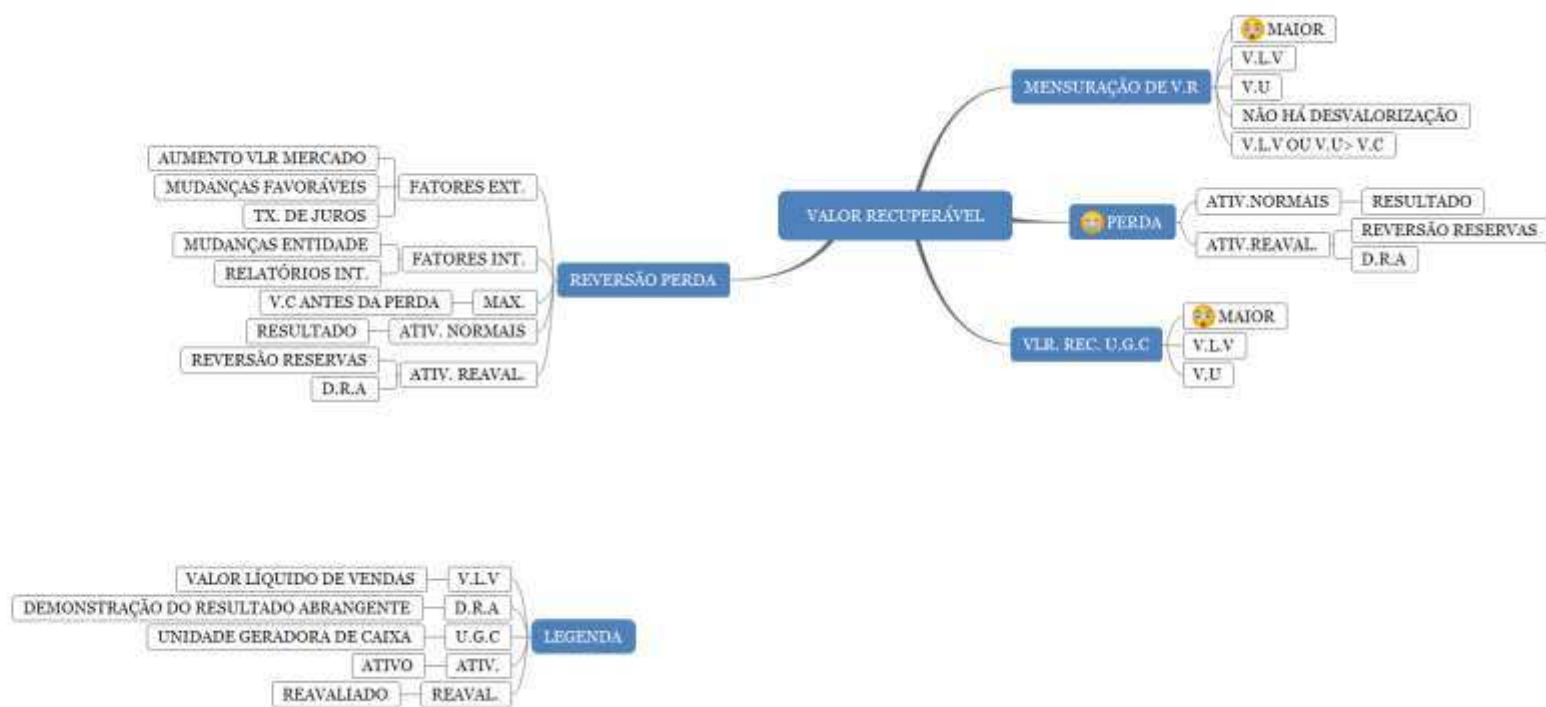 VALOR RECUPERÁVEL
MENSURAÇÃO DE V.R
MAIOR
V.L.V
V.U
NÃO HÁ DESVALORIZAÇÃO
V.L.V OU V.U> V.C
PERDA
ATIV.NORMAIS
RESULTADO
ATIV.REAVAL.
REVERSÃO RESERVAS
D.R.A
VLR. REC. U.G.C
MAIOR
V.L.V
V.U
REVERSÃO PERDA
FATORES EXT.
AUMENTO VLR MERCADO
MUDANÇAS FAVORÁVEIS
TX. DE JUROS
FATORES INT.
MUDANÇAS ENTIDADE
RELATÓRIOS INT.
MAX.
V.C ANTES DA PERDA
ATIV. NORMAIS
RESULTADO
ATIV. REAVAL.
REVERSÃO RESERVAS
D.R.A
LEGENDA
V.L.V
VALOR LÍQUIDO DE VENDAS
D.R.A
DEMONSTRAÇÃO DO RESULTADO ABRANGENTE
U.G.C
UNIDADE GERADORA DE CAIXA
ATIV.
ATIVO
REAVAL.
REAVALIADO